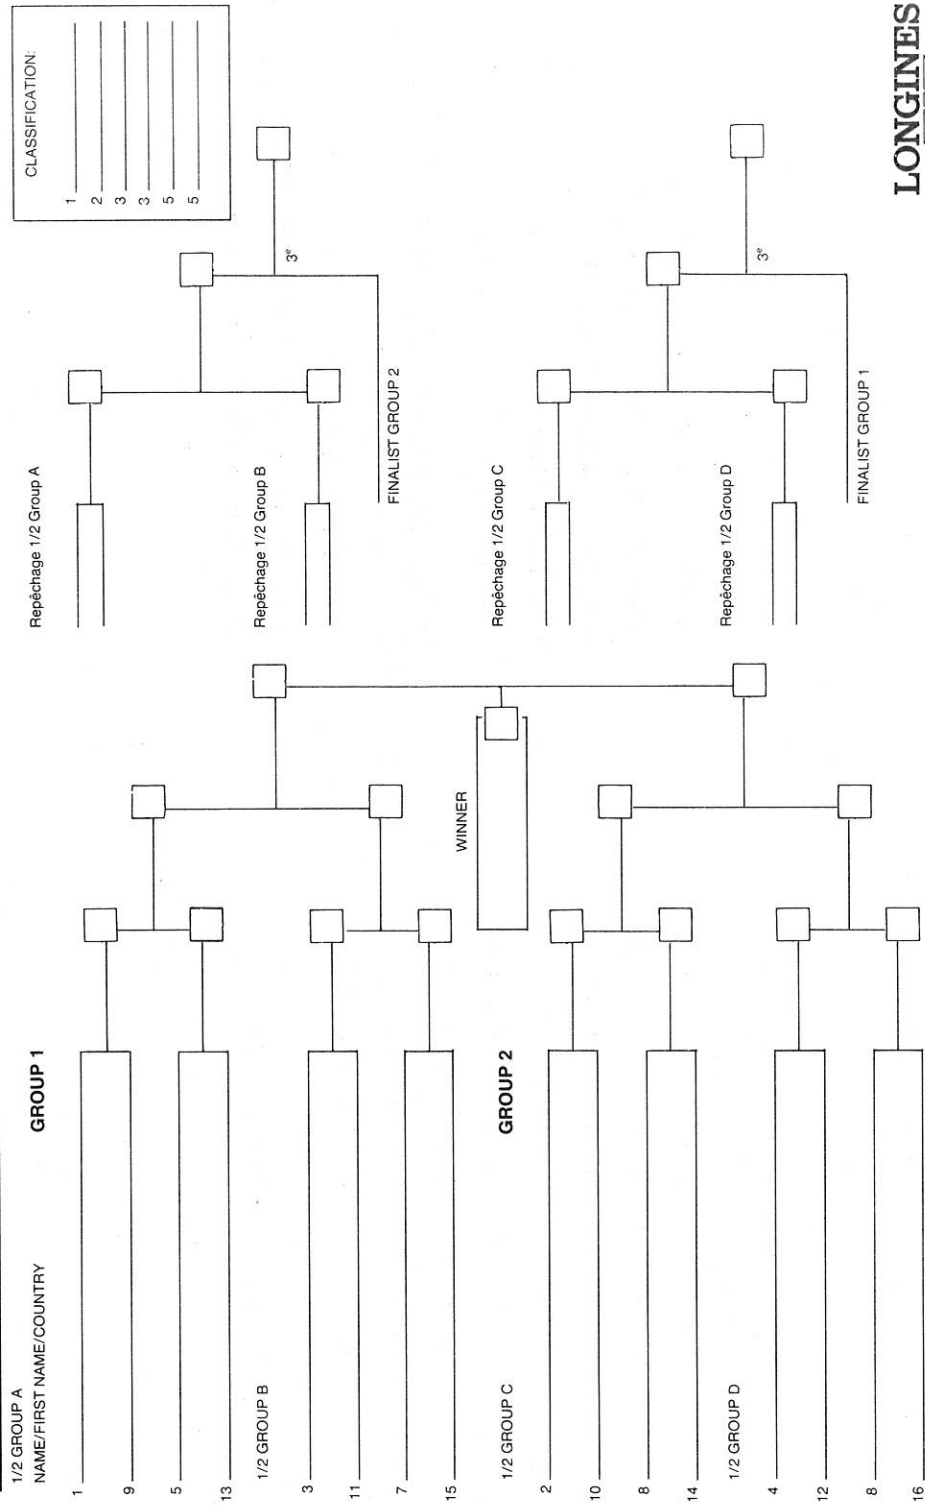 1/2 GROUP A
NAME/FIRST NAME/COUNTRY
GROUP 1
1
9
5
13
1/2 GROUP B
3
11
7
15
1/2 GROUP C
GROUP 2
2
10
8
14
1/2 GROUP D
4
12
8
16
WINNER
Repêchage 1/2 Group A
Repêchage 1/2 Group B
3e
FINALIST GROUP 2
Repêchage 1/2 Group C
Repêchage 1/2 Group D
3e
FINALIST GROUP 1
CLASSIFICATION:
1
2
3
3
5
5
LONGINES